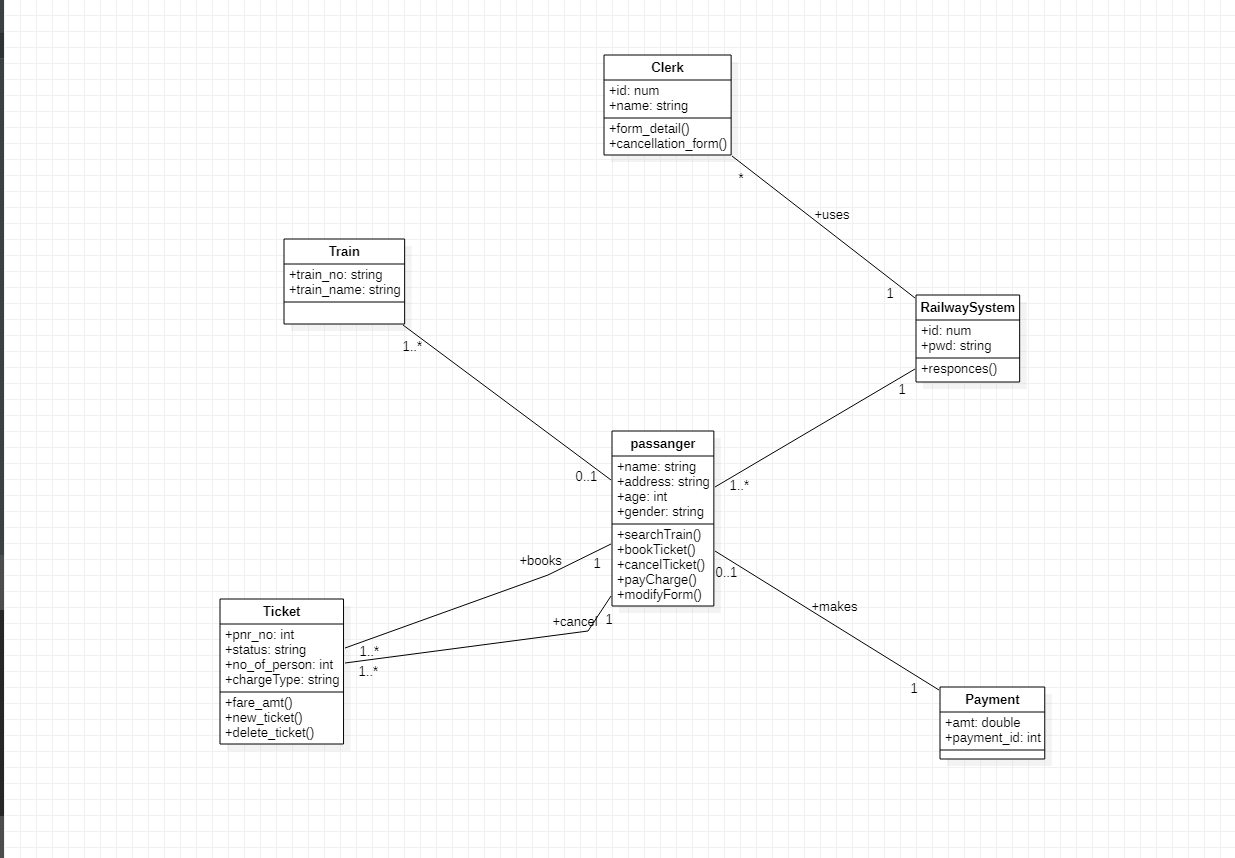 Clerk
+id: num
+name: string
+form_detail()
+cancellation_form()
*
+uses
1
Train
+train_no: string
+train_name: string
1..*
0..1
RailwaySystem
+id: num
+pwd: string
+responces()
1
1..*
passanger
+name: string
+address: string
+age: int
+gender: string
+searchTrain()
+bookTicket()
+cancelTicket()
+payCharge()
+modifyForm()
+books
1
1..*
+cancel
1
1..*
0..1
+makes
1
Ticket
+pnr_no: int
+status: string
+no_of_person: int
+chargeType: string
+fare_amt()
+new_ticket()
+delete_ticket()
Payment
+amt: double
+payment_id: int